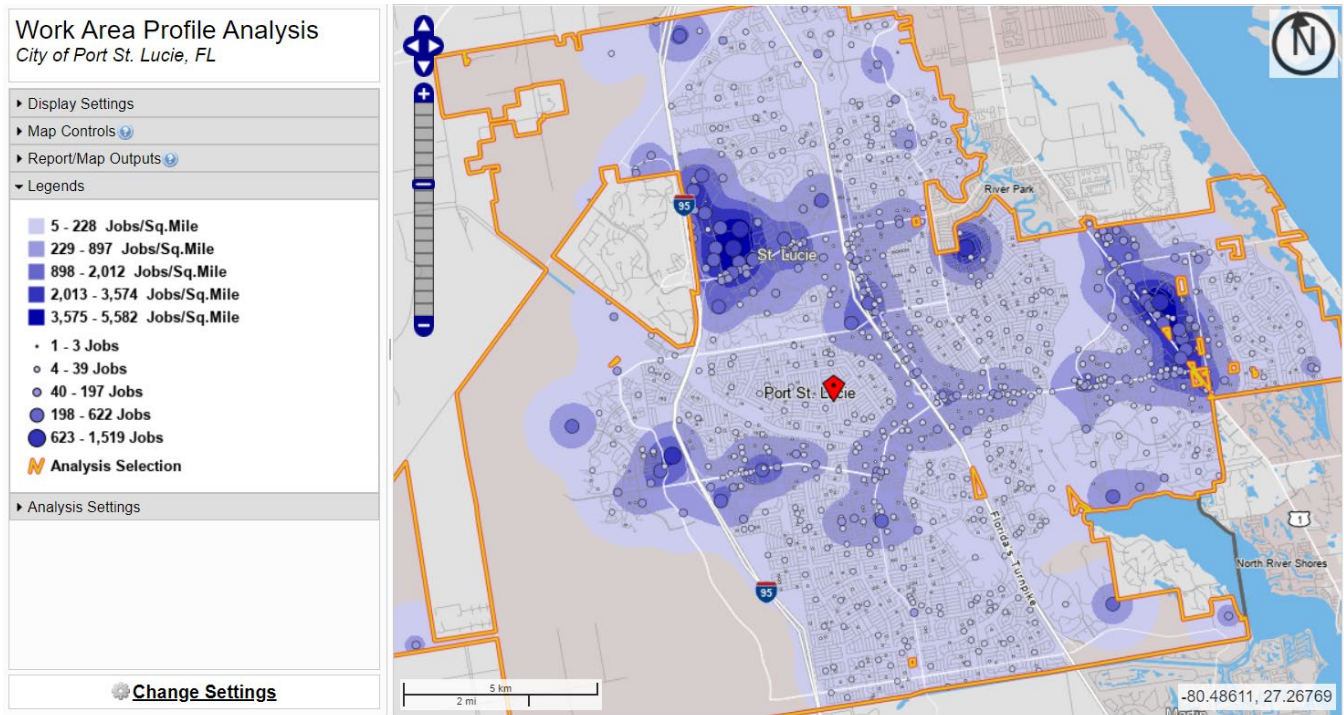 Work Area Profile Analysis
City of Port St. Lucie, FL
Display Settings
Map Controls
Report/Map Outputs
Legends
5 - 228 Jobs/Sq.Mile
229 - 897 Jobs/Sq.Mile
898 - 2,012 Jobs/Sq.Mile
2,013 - 3,574 Jobs/Sq.Mile
3,575 - 5,582 Jobs/Sq.Mile
1 - 3 Jobs
4 - 39 Jobs
40 - 197 Jobs
198 - 622 Jobs
623 - 1,519 Jobs
Analysis Selection
Analysis Settings
Change Settings
N
River Park
95
St. Lucie
Port St. Lucie
Florida's Turnpike
1
North River Shores
95
5 km
2 mi
-80.48611, 27.26769